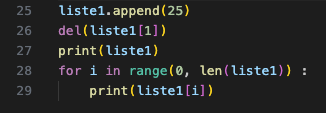 25 liste1.append(25)
26 del(liste1[1])
27 print(liste1)
28 for i in range(0, len(liste1)) :
29     print(liste1[i])